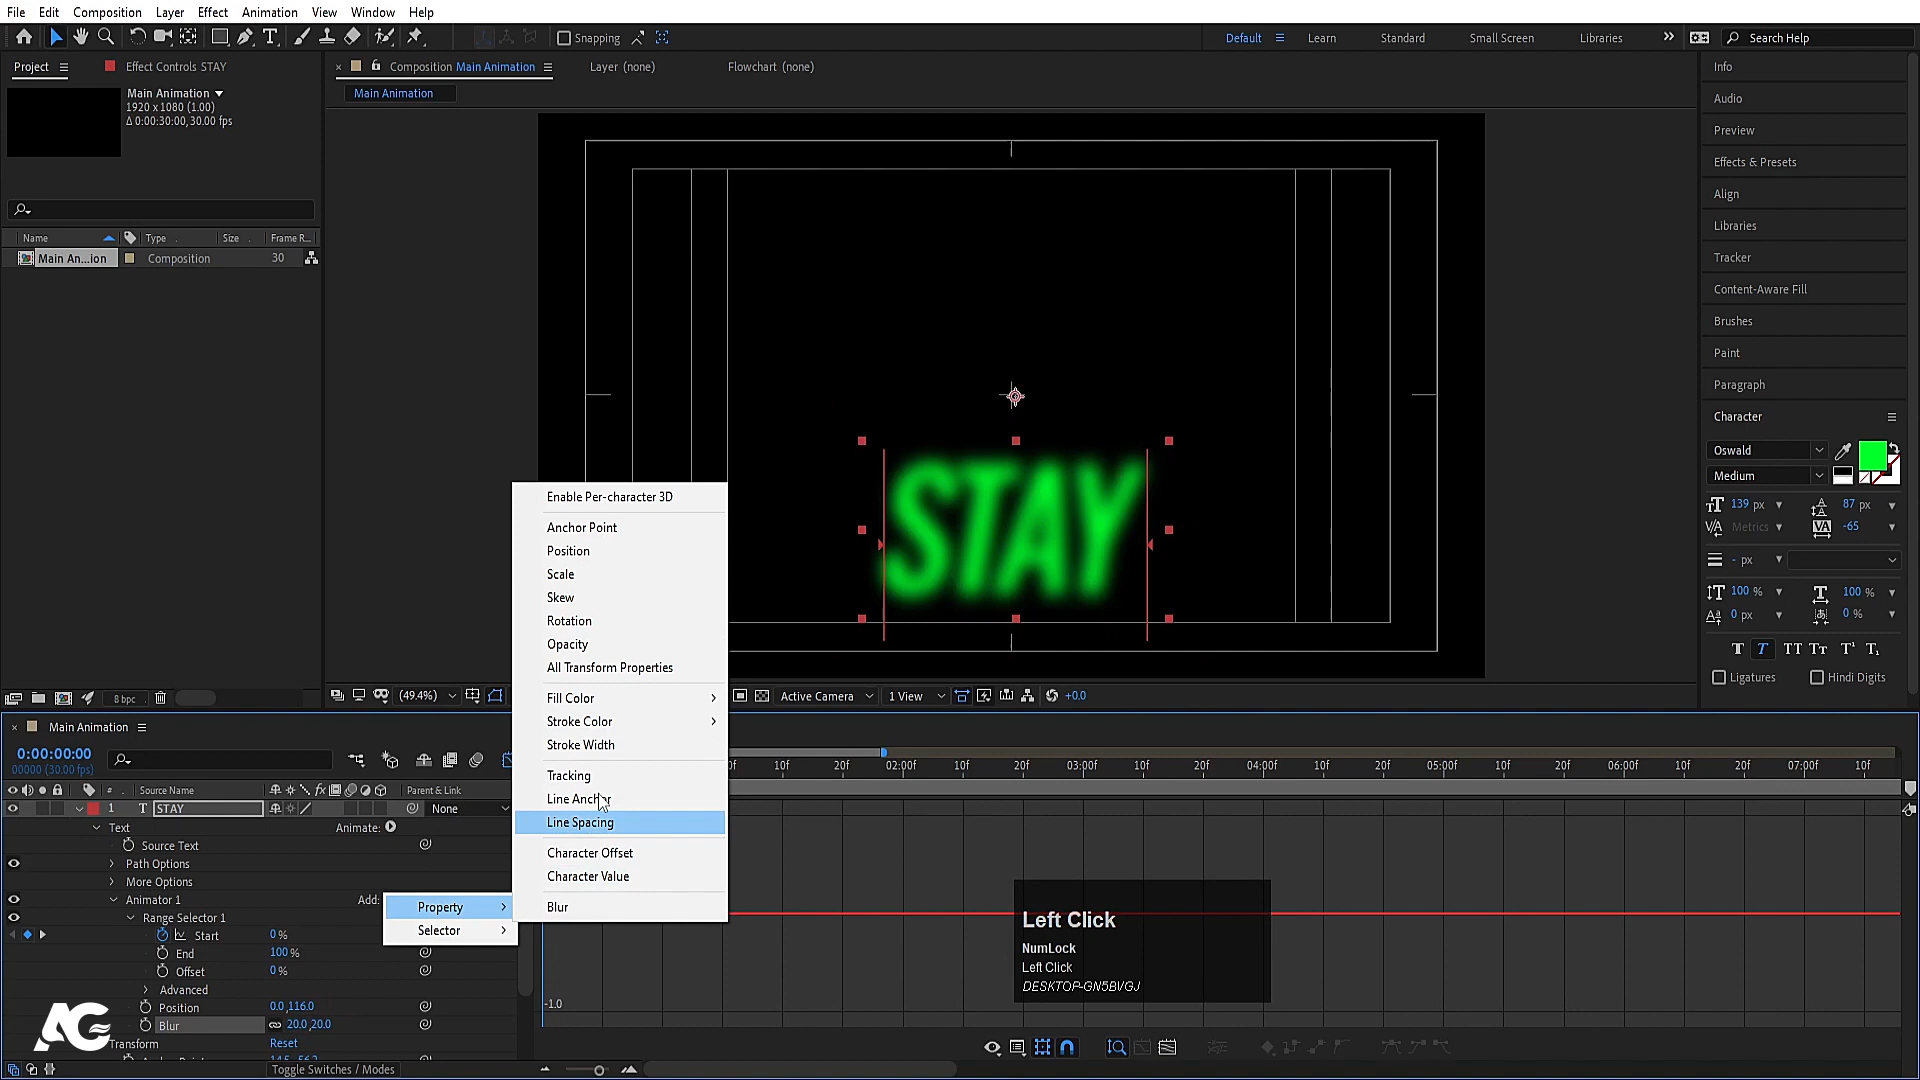 File Edit Composition Layer Effect Animation View Window Help
Snapping Default Learn Standard Small Screen Libraries Search Help
Project Effect Controls STAY Composition Main Animation Layer (none) Flowchart (none) Info
Main Animation
1920 x 1080 (1.00)
Δ 0:00:30:00, 30.00 fps
Main Animation
Audio
Preview
Effects & Presets
Align
Libraries
Tracker
Content-Aware Fill
Brushes
Paint
Paragraph
Character
Name Type Size Frame R...
Main An...ion Composition 30
STAY
Oswald
Medium
139 px 87 px
Metrics -65
- px
100 % 100 %
0 px 0 %
T T TT Tт T¹ T₁
Ligatures Hindi Digits
8 bpc
(49.4%) Active Camera 1 View +0.0
Enable Per-character 3D
Anchor Point
Position
Scale
Skew
Rotation
Opacity
All Transform Properties
Fill Color
Stroke Color
Stroke Width
Tracking
Line Anchor
Line Spacing
Character Offset
Character Value
Blur
Property
Selector
Main Animation
0:00:00:00
00000 (30.00 fps)
0f 10f 20f 02:00f 10f 20f 03:00f 10f 20f 04:00f 10f 20f 05:00f 10f 20f 06:00f 10f 20f 07:00f 10f
# Source Name fx Parent & Link
1 T STAY None
Text Animate:
Source Text
Path Options
More Options
Animator 1 Add:
Range Selector 1
Start 0 %
End 100 %
Offset 0 %
Advanced
Position 0.0,116.0
Blur 20.0,20.0
Transform Reset
Toggle Switches / Modes
-1.0
Left Click
NumLock
Left Click
DESKTOP-GN5BVGJ
AG